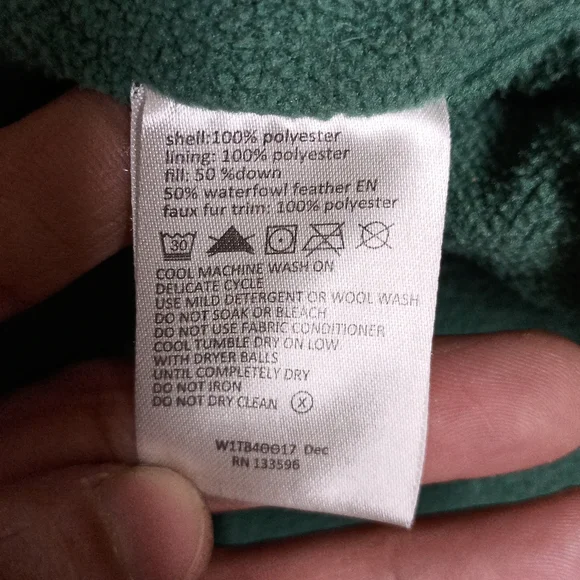 shell:100% polyester
lining: 100% polyester
fill: 50 %down
50% waterfowl feather EN
faux fur trim: 100% polyester
30
COOL MACHINE WASH ON
DELICATE CYCLE
USE MILD DETERGENT OR WOOL WASH
DO NOT SOAK OR BLEACH
DO NOT USE FABRIC CONDITIONER
COOL TUMBLE DRY ON LOW
WITH DRYER BALLS
UNTIL COMPLETELY DRY
DO NOT IRON
DO NOT DRY CLEAN X
W1TB40017 Dec
RN 133596